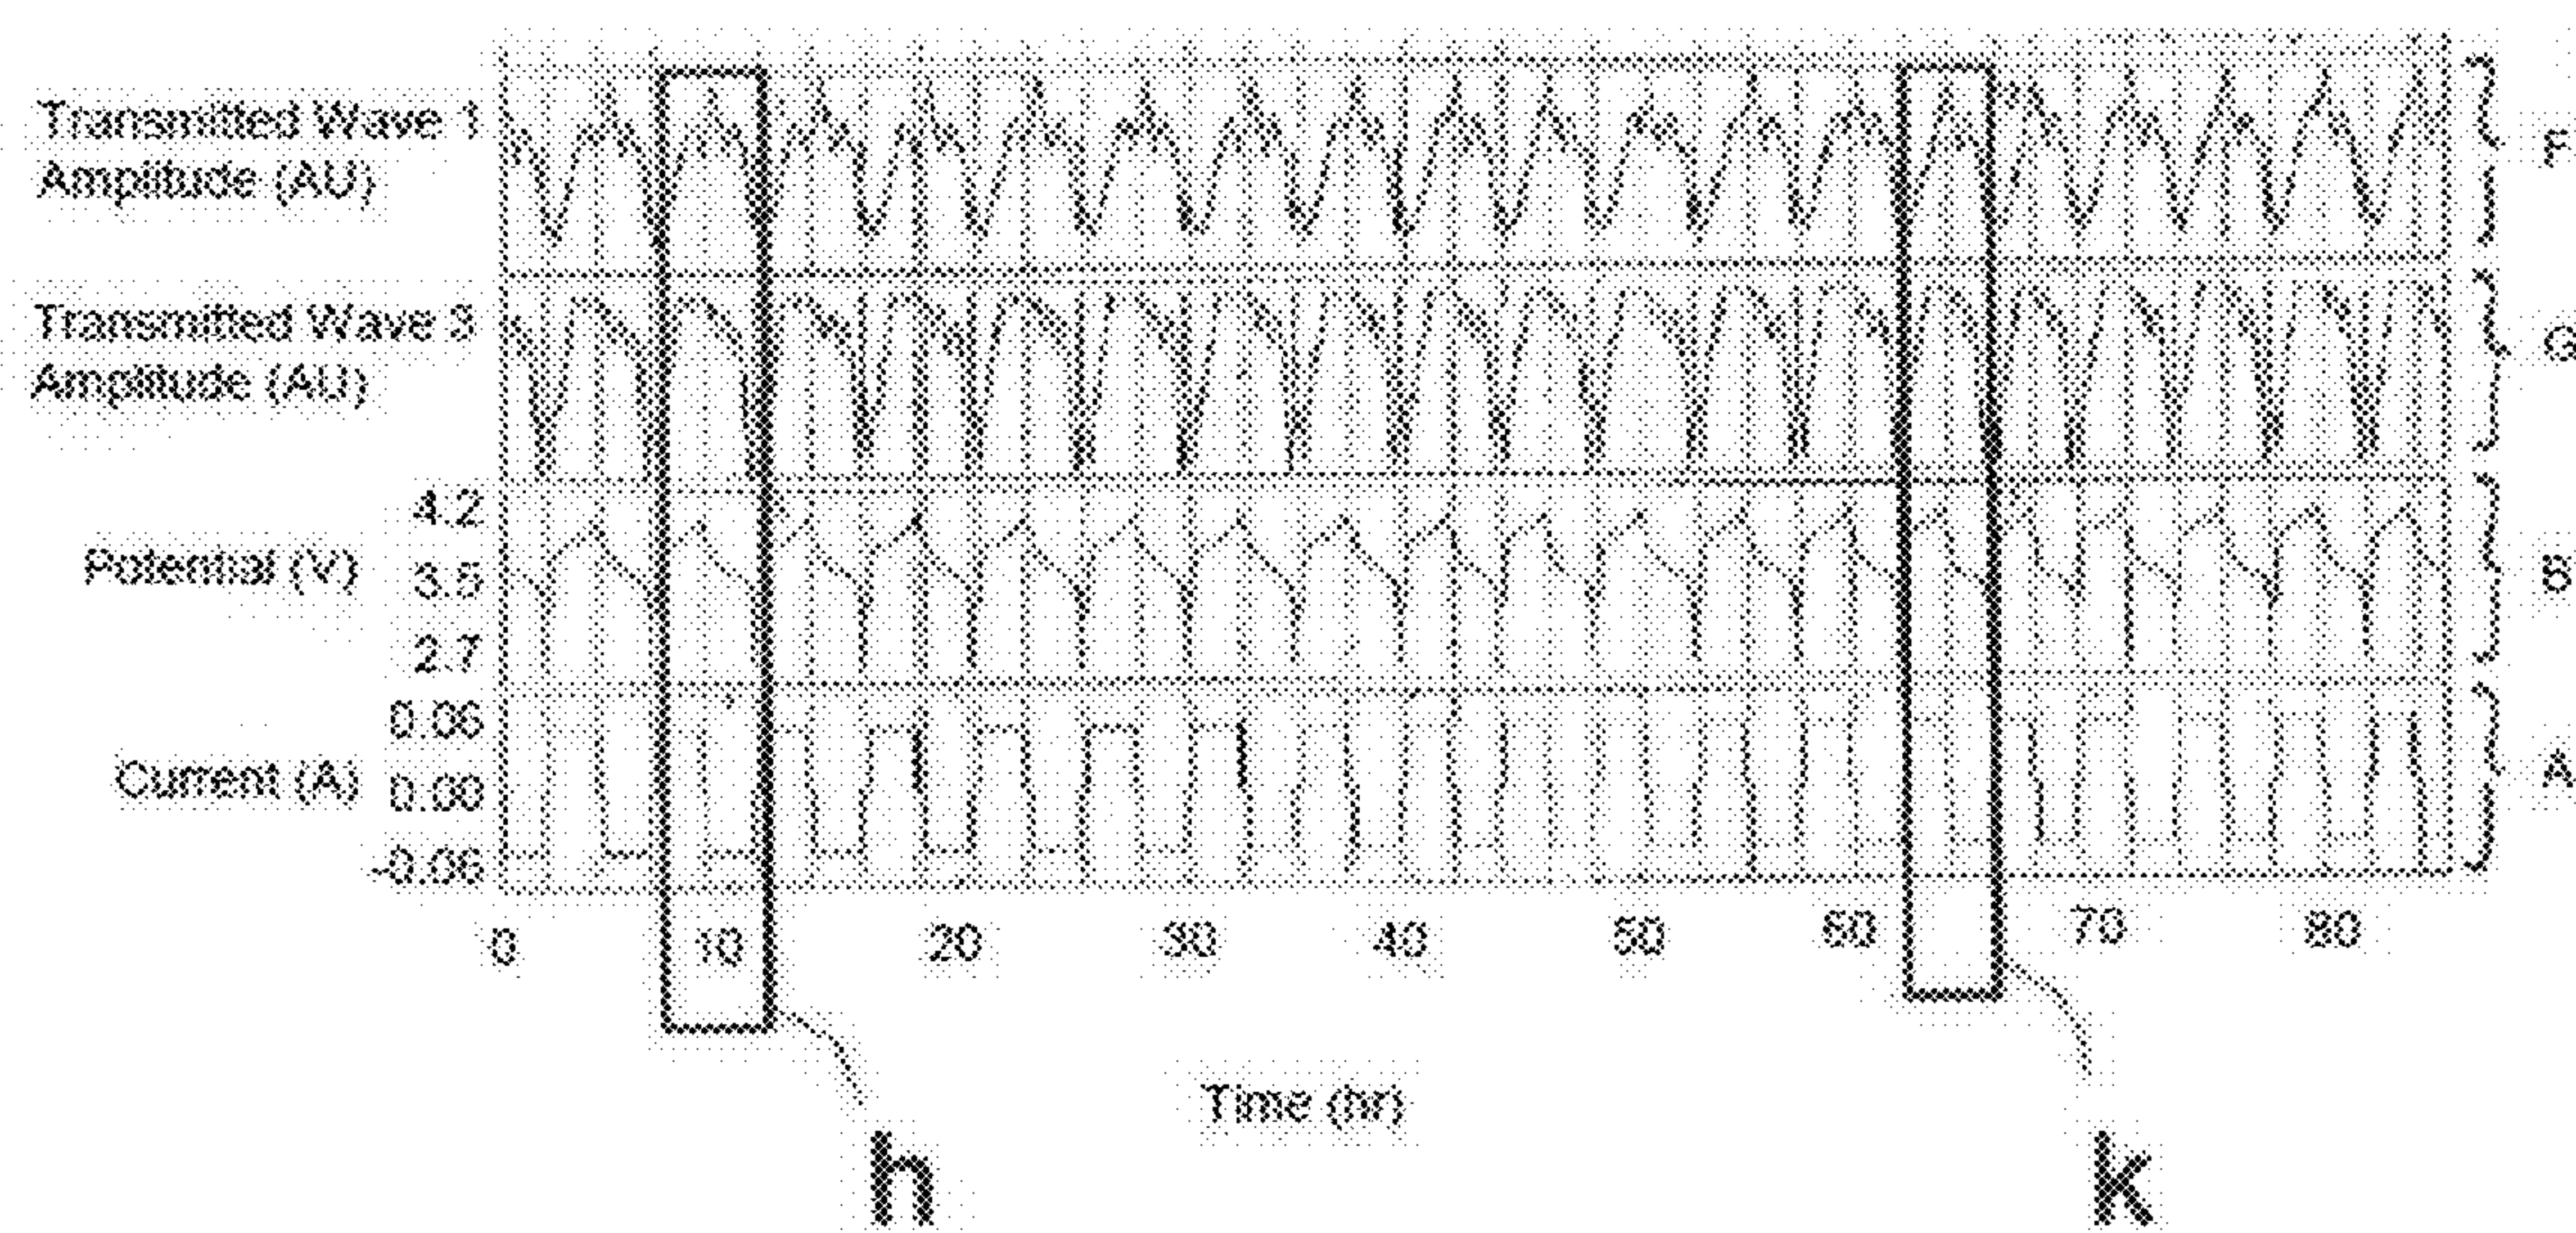 Transmitted Wave 1
Amplitude (AU)
F
Transmitted Wave 3
Amplitude (AU)
G
4.2
Potential (V)
3.5
2.7
B
0.06
Current (A)
0.00
-0.06
A
0
10
20
30
40
50
60
70
80
Time (hr)
h
k